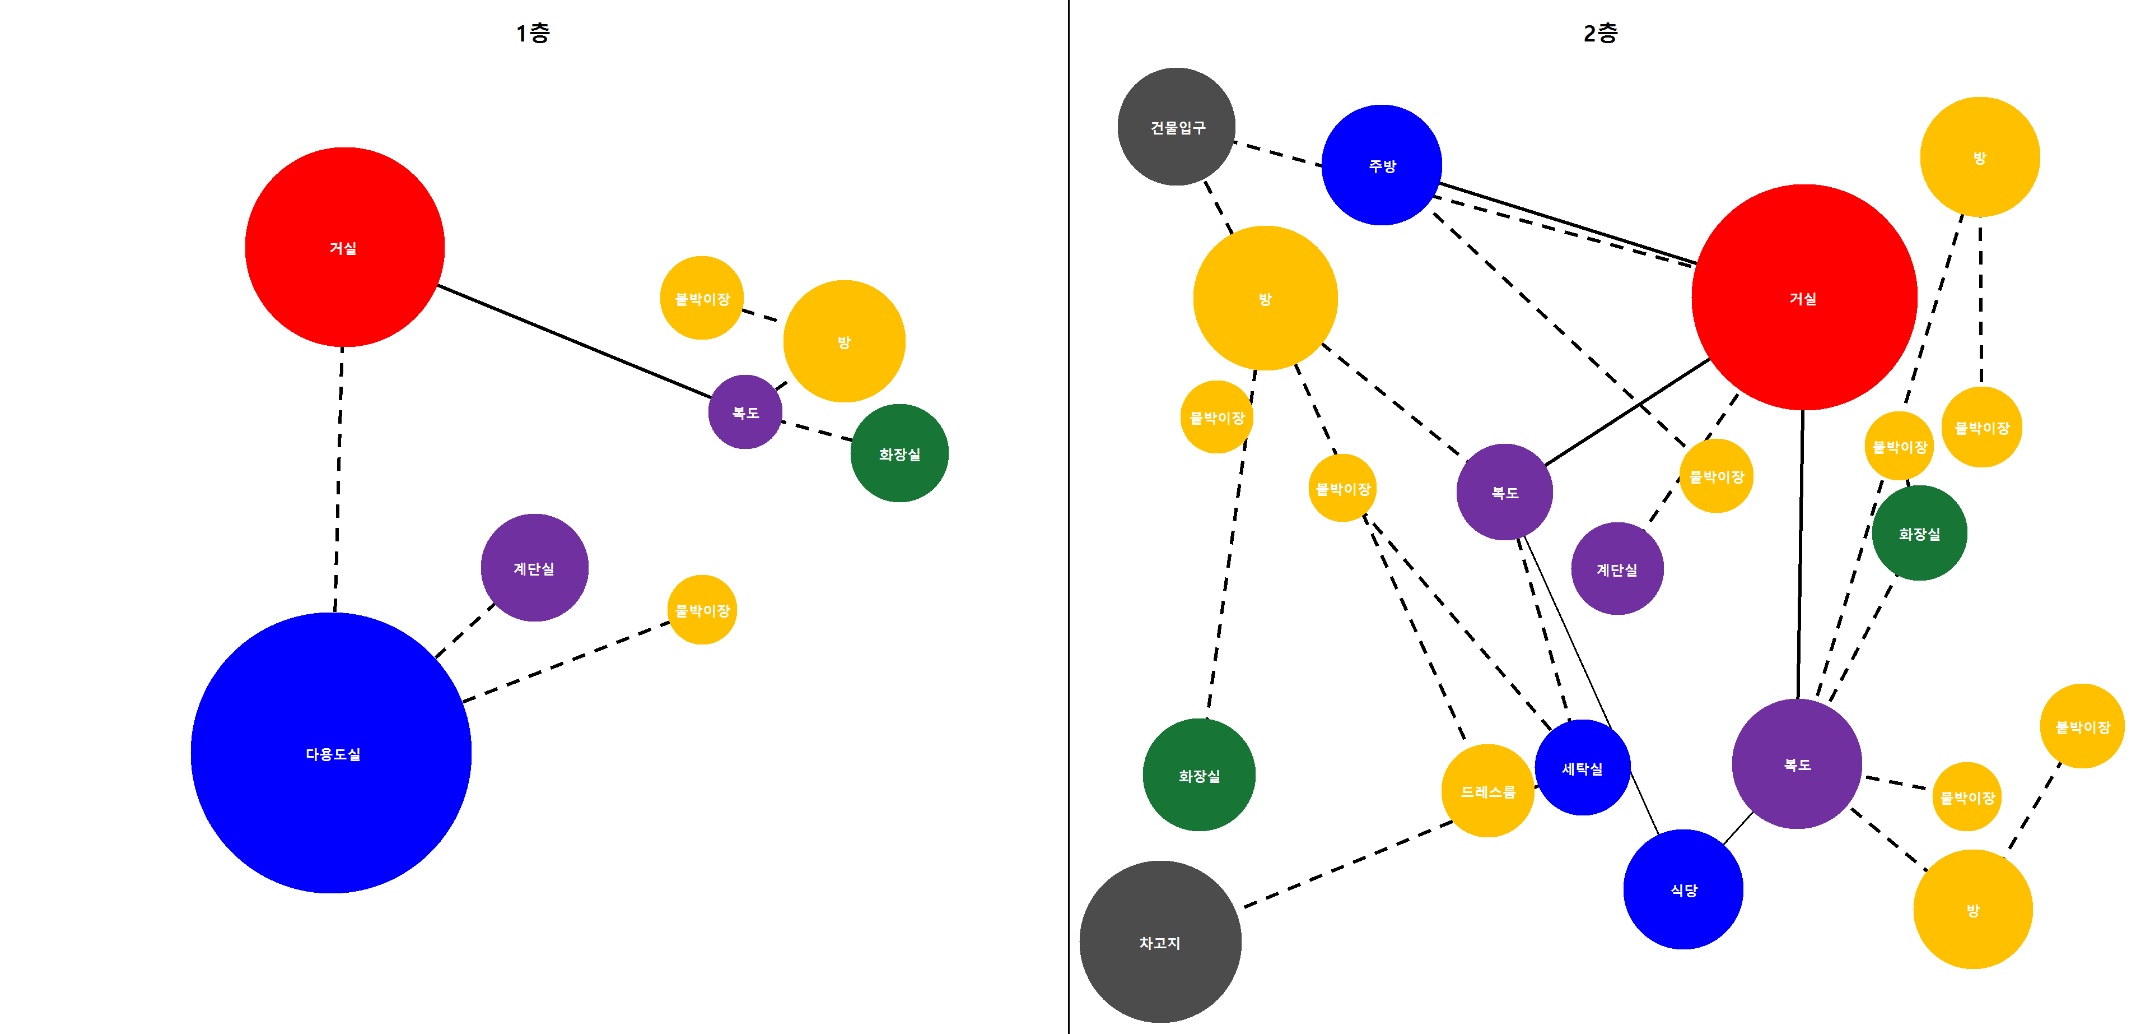 1층
거실
붙박이장
방
복도
화장실
계단실
붙박이장
다용도실
2층
건물입구
주방
방
거실
방
붙박이장
붙박이장
복도
붙박이장
계단실
붙박이장
붙박이장
화장실
화장실
드레스룸
세탁실
복도
붙박이장
붙박이장
식당
방
차고지